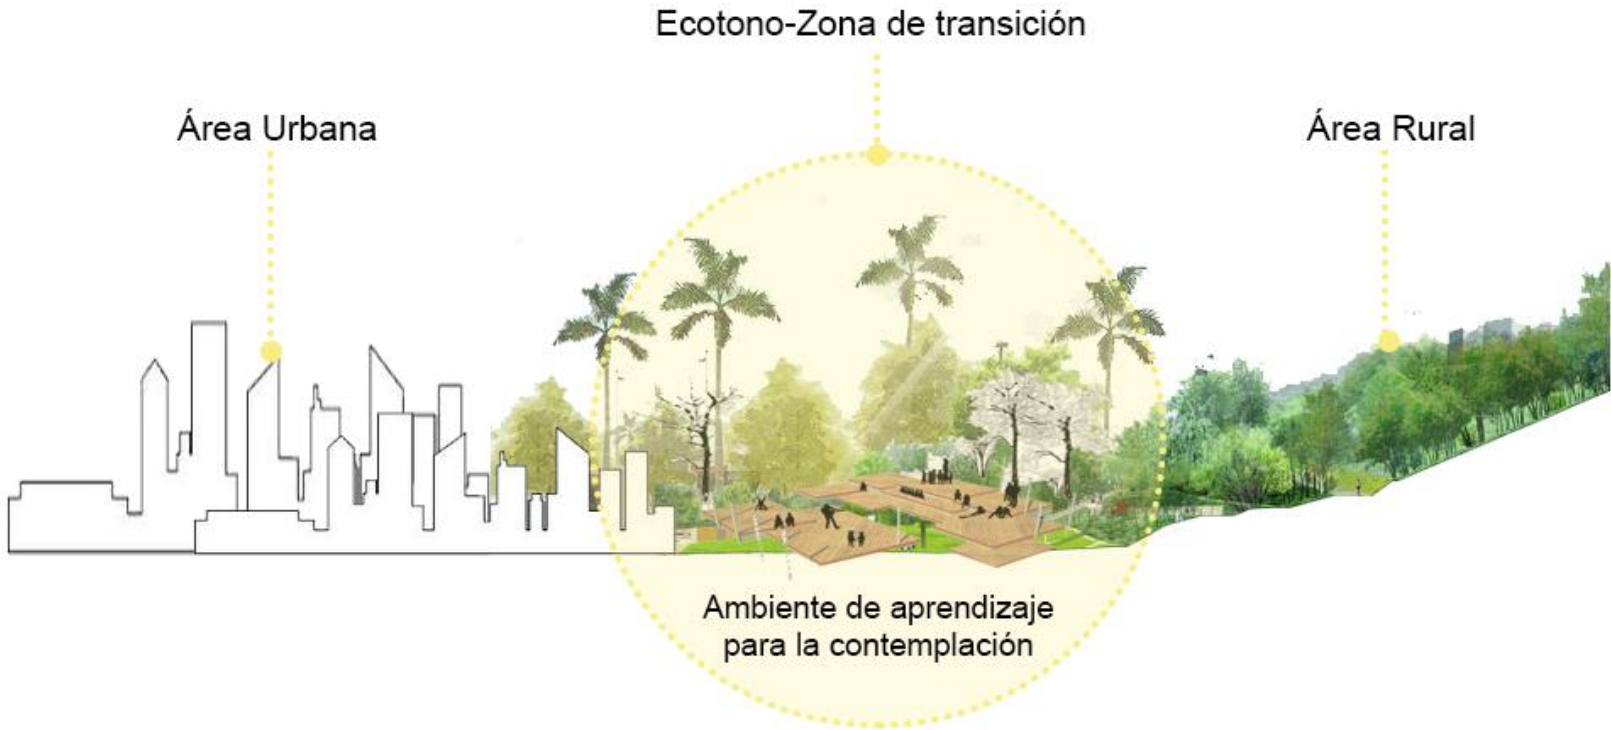 Ecotono-Zona de transición
Área Urbana
Área Rural
Ambiente de aprendizaje
para la contemplación